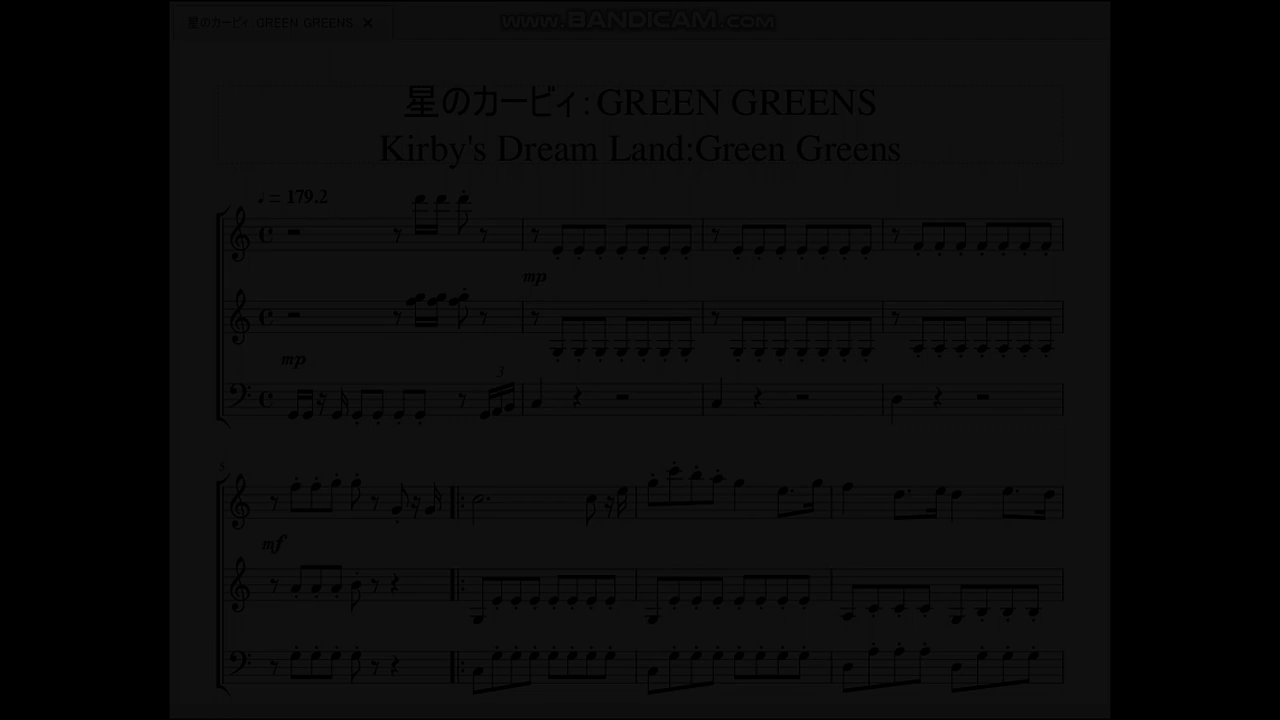 星のカービィ: GREEN GREENS ×
www.BANDICAM.com
星のカービィ: GREEN GREENS
Kirby's Dream Land:Green Greens
♩ = 179.2
mp
mp
3
5
mf